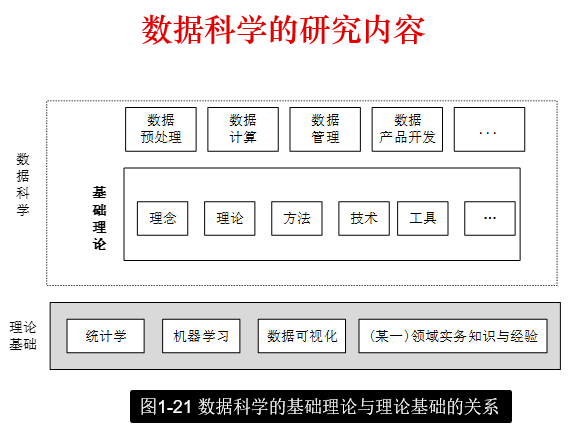 数据科学的研究内容
数据科学
数据
预处理
数据
计算
数据
管理
数据
产品开发
...
基础理论
理念
理论
方法
技术
工具
...
理论
基础
统计学
机器学习
数据可视化
(某一)领域实务知识与经验
图1-21 数据科学的基础理论与理论基础的关系